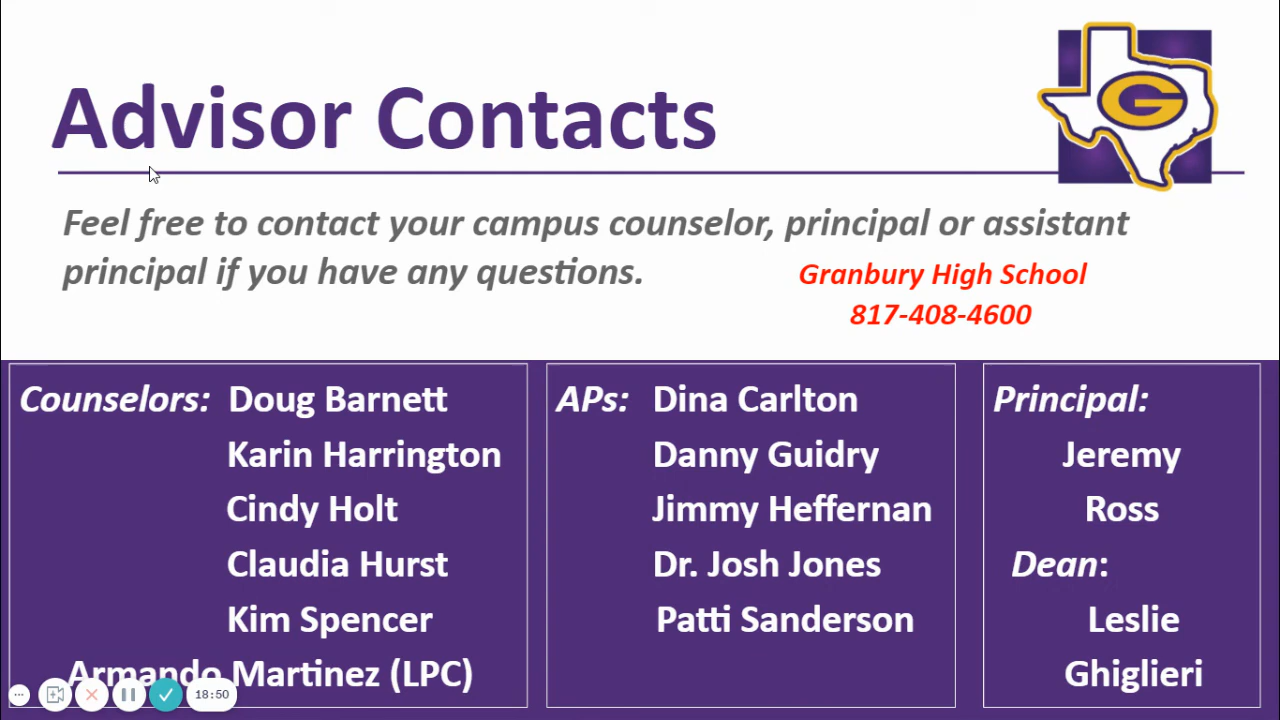 Advisor Contacts
G
Feel free to contact your campus counselor, principal or assistant
principal if you have any questions.
Granbury High School
817-408-4600
Counselors: Doug Barnett
Karin Harrington
Cindy Holt
Claudia Hurst
Kim Spencer
Armando Martinez (LPC)
APs: Dina Carlton
Danny Guidry
Jimmy Heffernan
Dr. Josh Jones
Patti Sanderson
Principal:
Jeremy
Ross
Dean:
Leslie
Ghiglieri
18:50